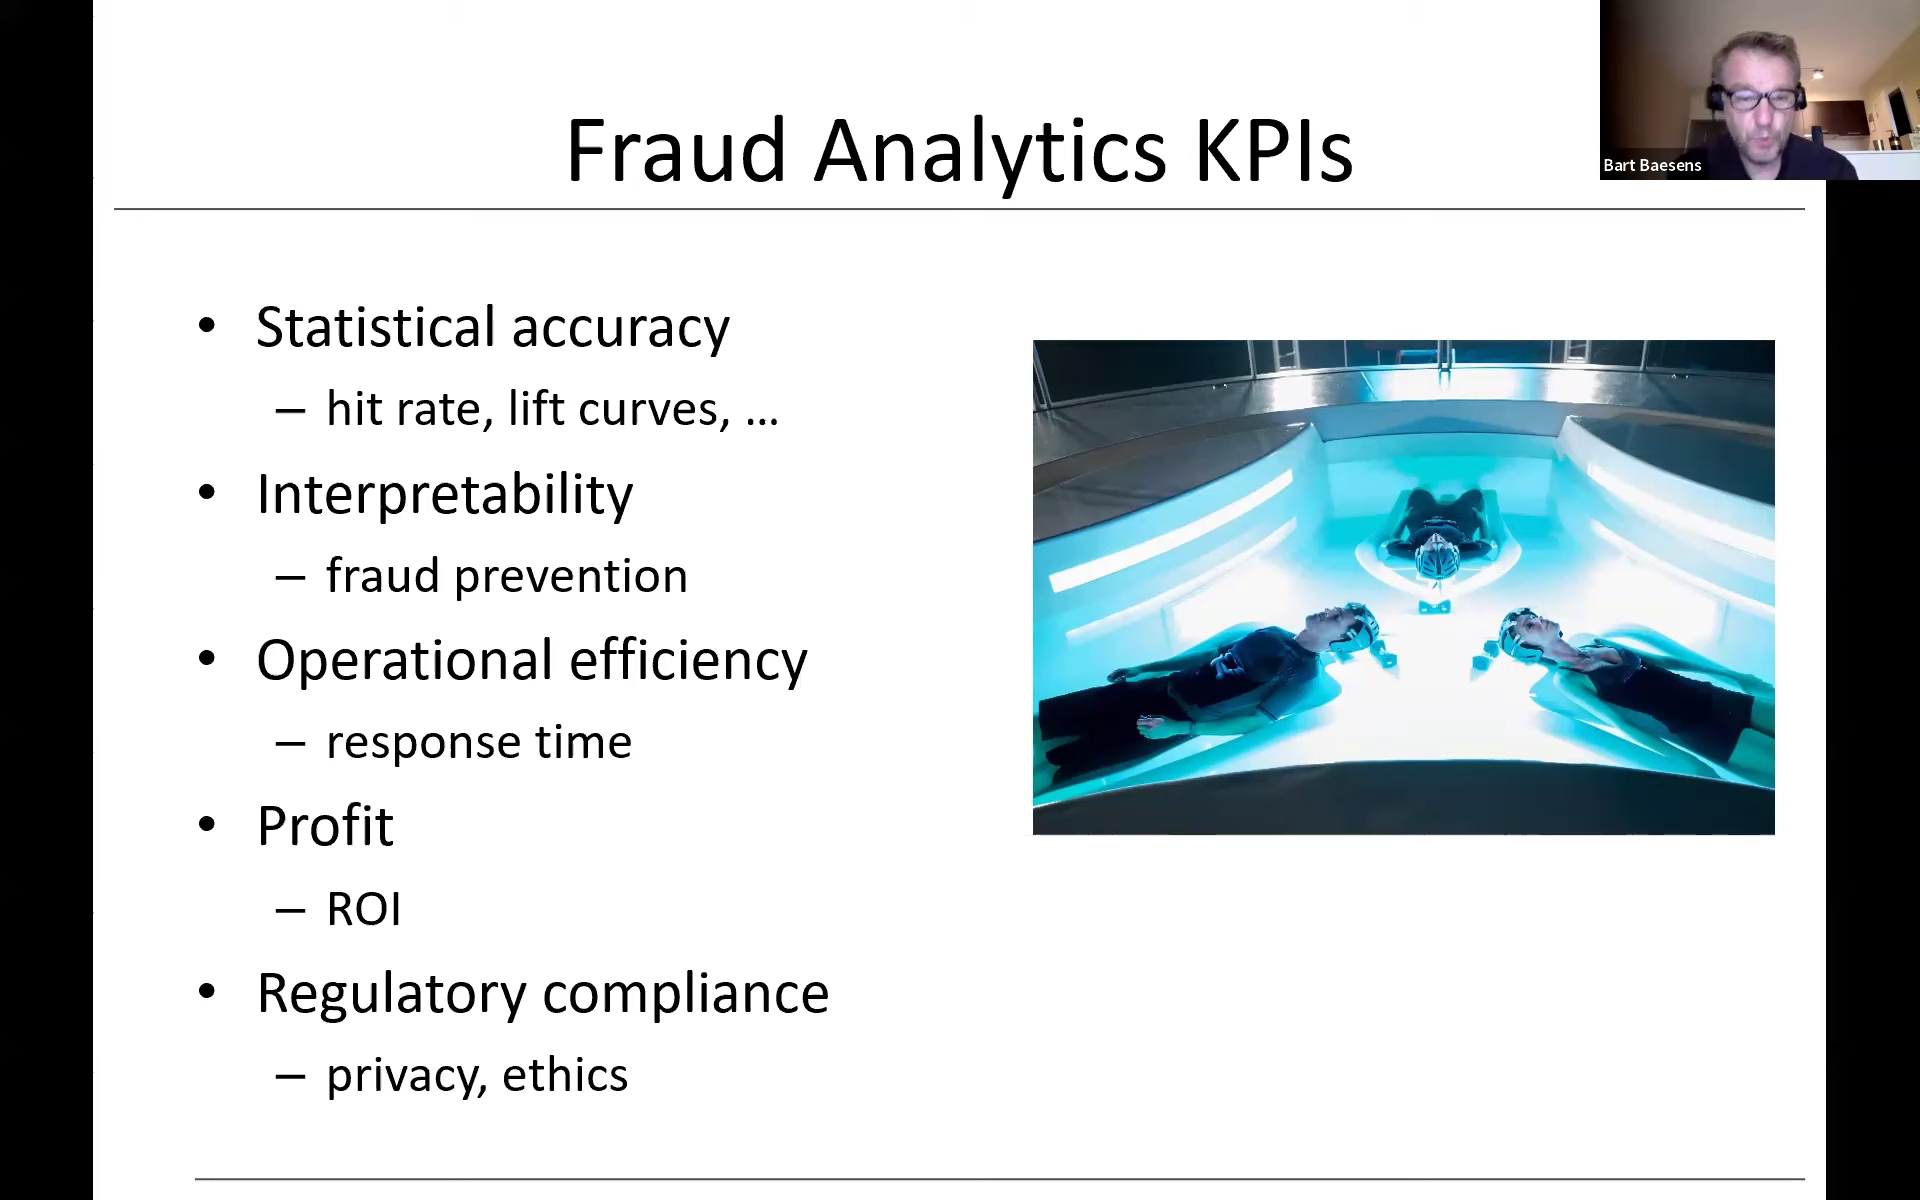 Fraud Analytics KPIs
Bart Baesens
• Statistical accuracy
– hit rate, lift curves, ...
• Interpretability
– fraud prevention
• Operational efficiency
– response time
• Profit
– ROI
• Regulatory compliance
– privacy, ethics